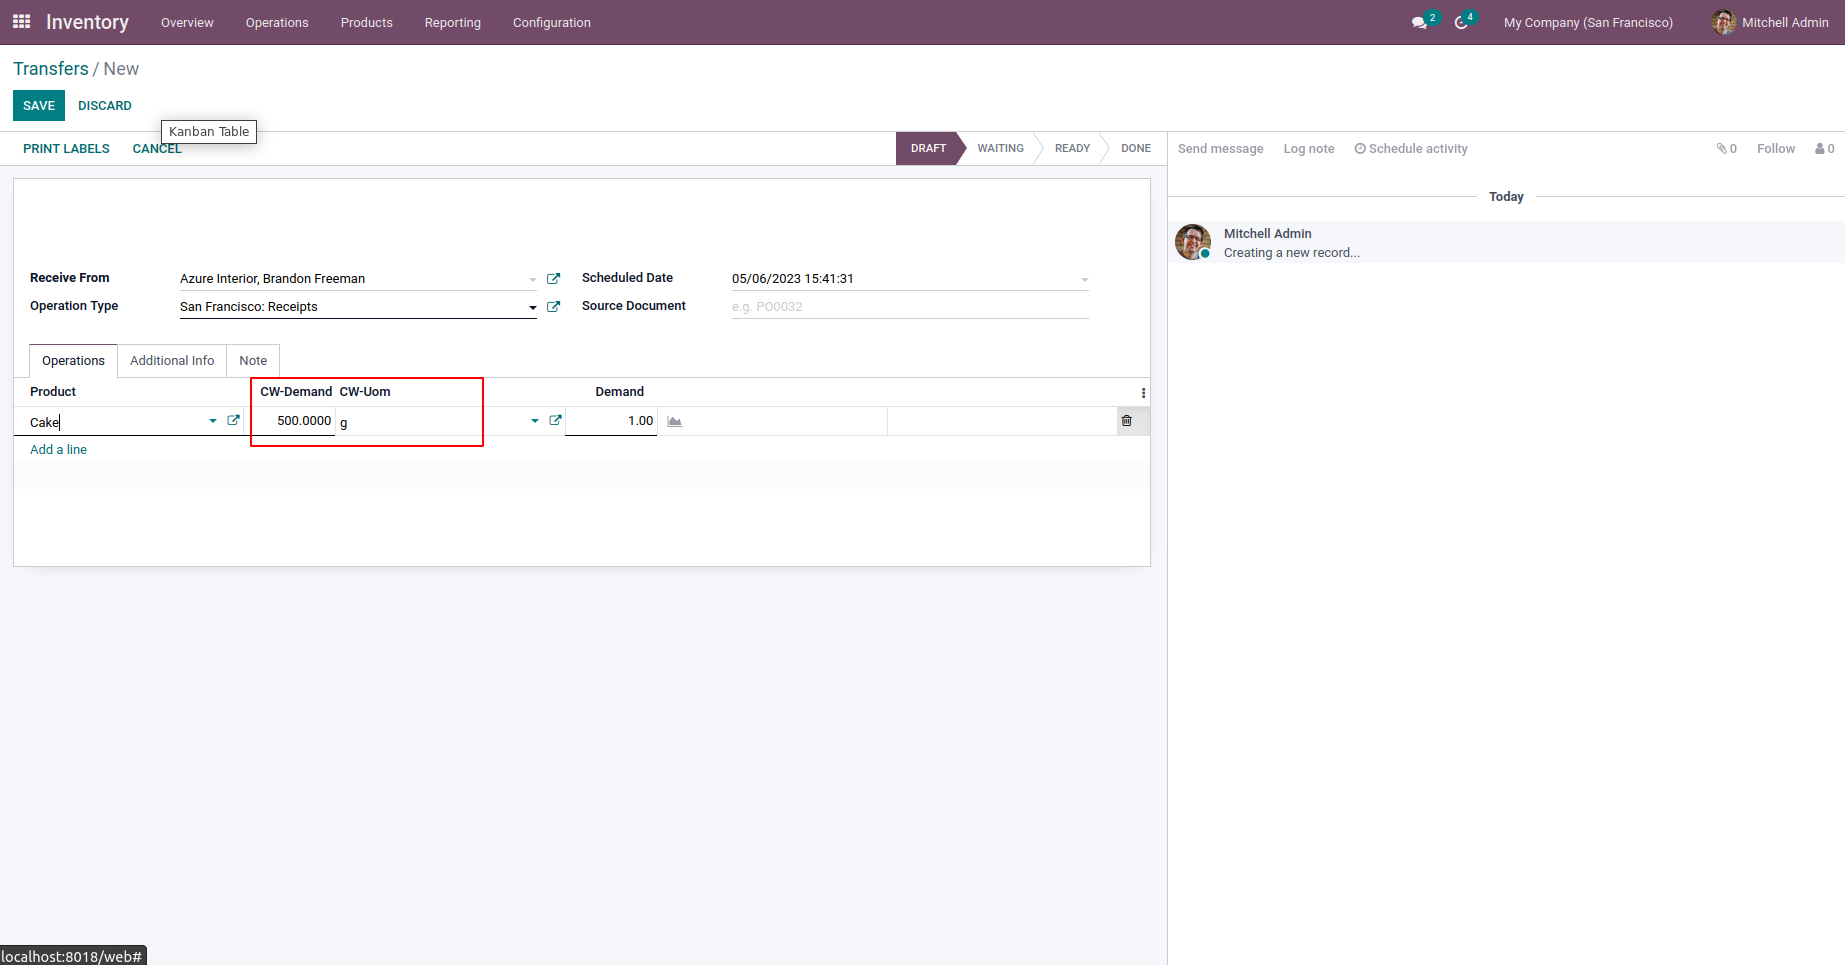 Inventory Overview Operations Products Reporting Configuration 2 4 My Company (San Francisco) Mitchell Admin
Transfers / New
SAVE DISCARD
Kanban Table
PRINT LABELS CANCEL DRAFT WAITING READY DONE
Send message Log note Schedule activity 0 Follow 0
Today
Mitchell Admin
Creating a new record...
Receive From Azure Interior, Brandon Freeman Scheduled Date 05/06/2023 15:41:31
Operation Type San Francisco: Receipts Source Document e.g. PO0032
Operations Additional Info Note
Product CW-Demand CW-Uom Demand
Cake 500.0000 g 1.00
Add a line
localhost:8018/web#